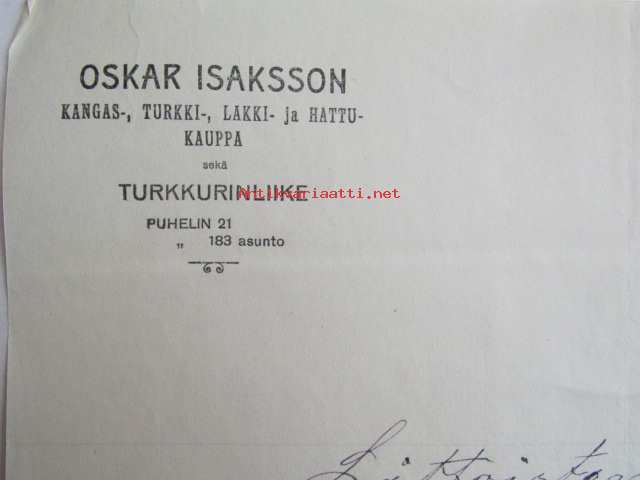 OSKAR ISAKSSON
KANGAS-, TURKKI-, LAKKI- ja HATTU-
KAUPPA
sekä
TURKKURINLIIKE
Antikvariaatti.net
PUHELIN 21
„ 183 asunto